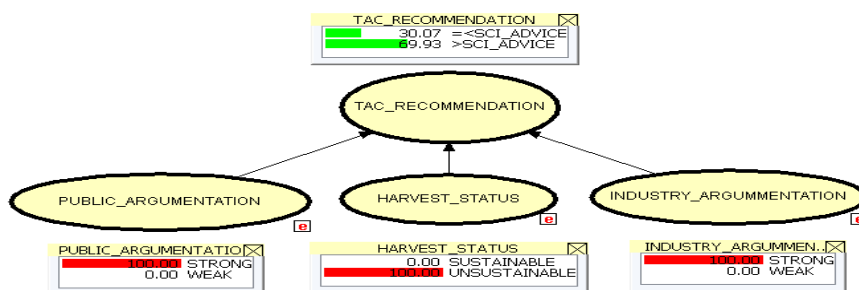 TAC_RECOMMENDATION
30.07 =<SCI_ADVICE
69.93 >SCI_ADVICE
TAC_RECOMMENDATION
PUBLIC_ARGUMENTATION
HARVEST_STATUS
INDUSTRY_ARGUMMENTATION
e
e
e
PUBLIC_ARGUMENTATIO
100.00 STRONG
0.00 WEAK
HARVEST_STATUS
0.00 SUSTAINABLE
100.00 UNSUSTAINABLE
INDUSTRY_ARGUMMEN...
100.00 STRONG
0.00 WEAK